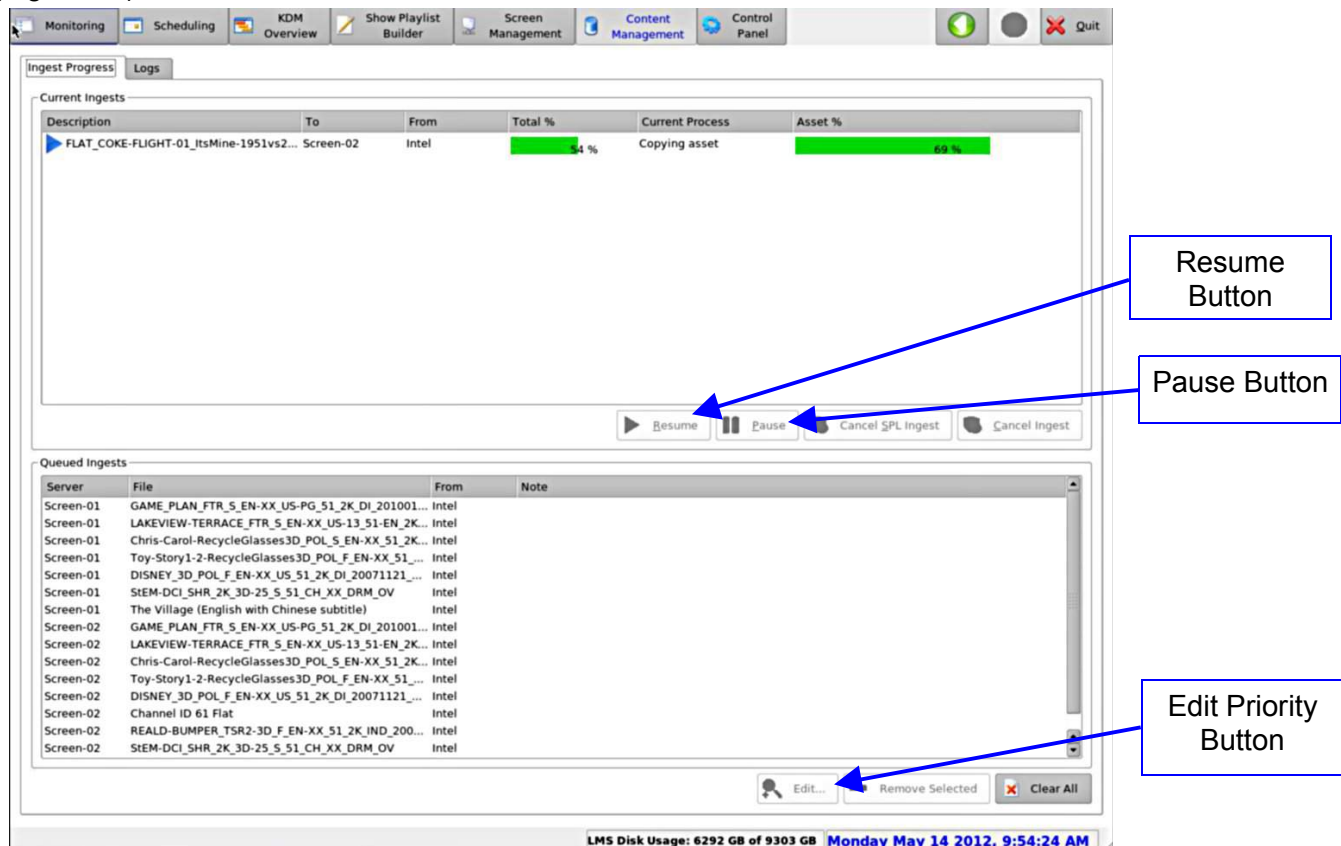 Monitoring Scheduling KDM Overview Show Playlist Builder Screen Management Content Management Control Panel Quit
Ingest Progress Logs
Current Ingests
Description To From Total % Current Process Asset %
FLAT_COKE-FLIGHT-01_ItsMine-1951vs2... Screen-02 Intel 54 % Copying asset 69 %
Resume
Button
Pause Button
Resume Pause Cancel SPL Ingest Cancel Ingest
Queued Ingests
Server File From Note
Screen-01 GAME_PLAN_FTR_S_EN-XX_US-PG_51_2K_DI_201001... Intel
Screen-01 LAKEVIEW-TERRACE_FTR_S_EN-XX_US-13_51-EN_2K... Intel
Screen-01 Chris-Carol-RecycleGlasses3D_POL_S_EN-XX_51_2K... Intel
Screen-01 Toy-Story1-2-RecycleGlasses3D_POL_F_EN-XX_51_... Intel
Screen-01 DISNEY_3D_POL_F_EN-XX_US_51_2K_DI_20071121_... Intel
Screen-01 StEM-DCI_SHR_2K_3D-25_S_51_CH_XX_DRM_OV Intel
Screen-01 The Village (English with Chinese subtitle) Intel
Screen-02 GAME_PLAN_FTR_S_EN-XX_US-PG_51_2K_DI_201001... Intel
Screen-02 LAKEVIEW-TERRACE_FTR_S_EN-XX_US-13_51-EN_2K... Intel
Screen-02 Chris-Carol-RecycleGlasses3D_POL_S_EN-XX_51_2K... Intel
Screen-02 Toy-Story1-2-RecycleGlasses3D_POL_F_EN-XX_51_... Intel
Screen-02 DISNEY_3D_POL_F_EN-XX_US_51_2K_DI_20071121_... Intel
Screen-02 Channel ID 61 Flat Intel
Screen-02 REALD-BUMPER_TSR2-3D_F_EN-XX_51_2K_IND_200... Intel
Screen-02 StEM-DCI_SHR_2K_3D-25_S_51_CH_XX_DRM_OV Intel
Edit Priority
Button
Edit... Remove Selected Clear All
LMS Disk Usage: 6292 GB of 9303 GB Monday May 14 2012, 9:54:24 AM